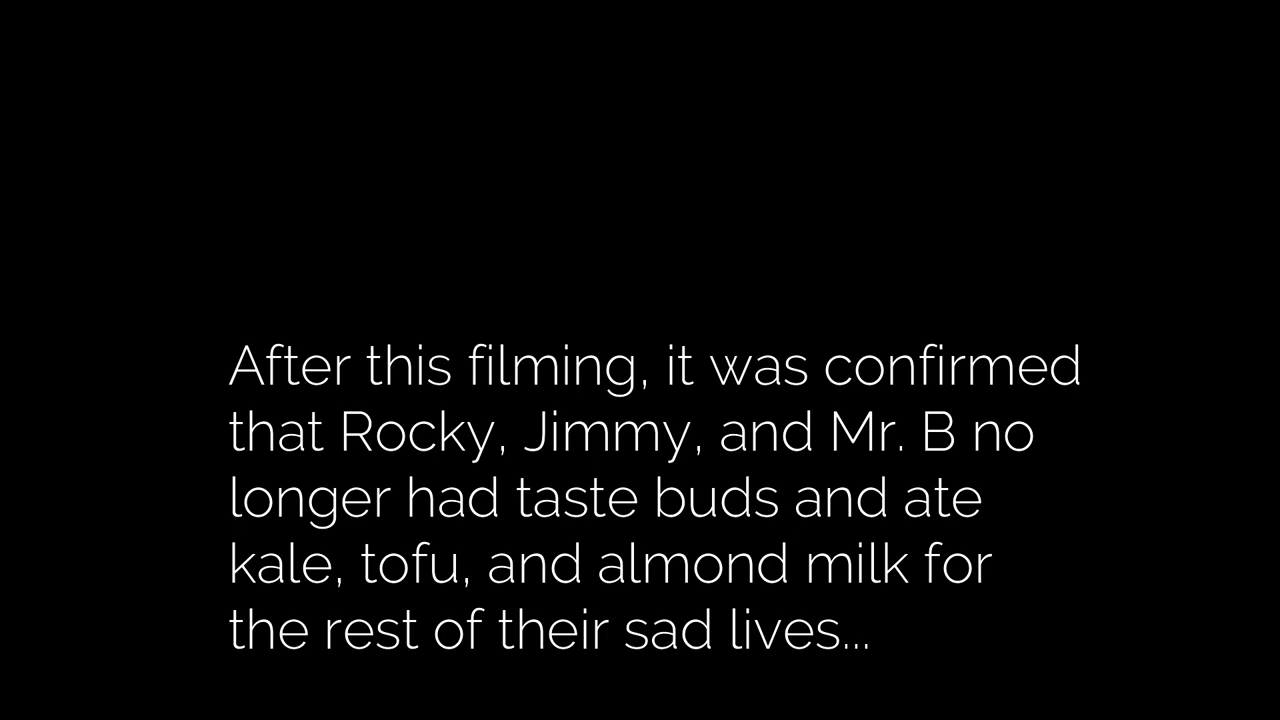 After this filming, it was confirmed
that Rocky, Jimmy, and Mr. B no
longer had taste buds and ate
kale, tofu, and almond milk for
the rest of their sad lives...